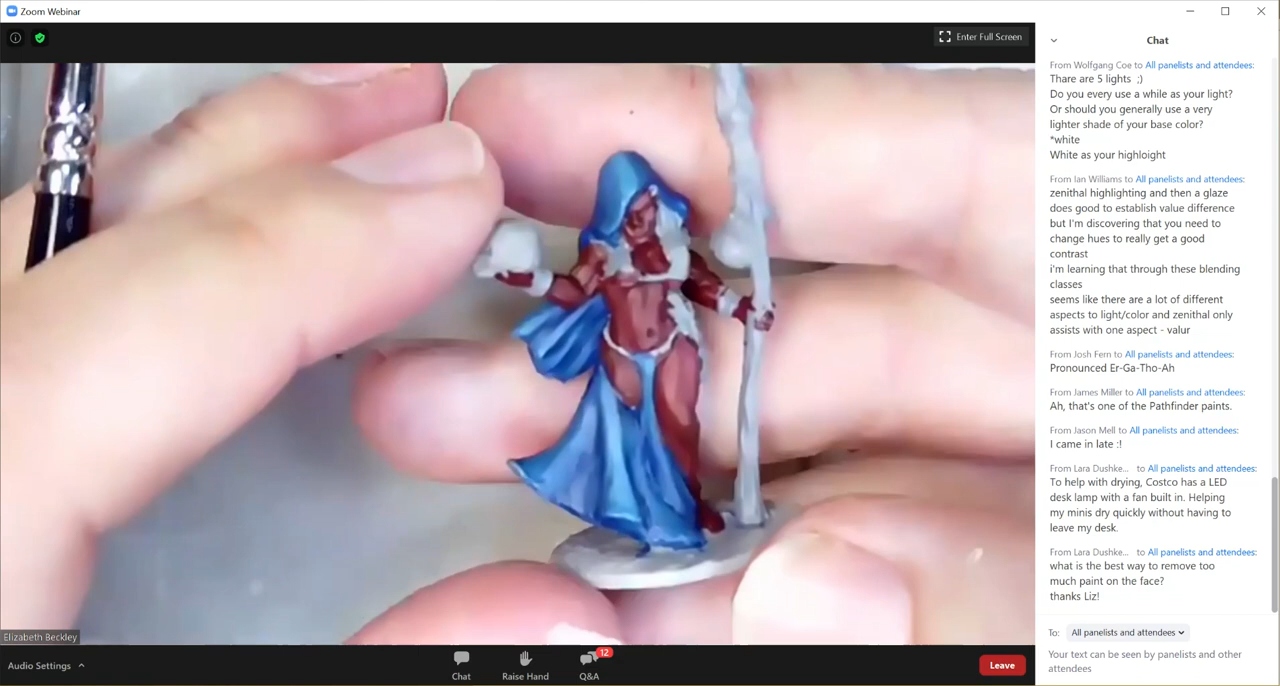 Zoom Webinar
Enter Full Screen
Chat
From Wolfgang Coe to All panelists and attendees:
Thare are 5 lights ;)
Do you every use a while as your light?
Or should you generally use a very
lighter shade of your base color?
*white
White as your highloight
From Ian Williams to All panelists and attendees:
zenithal highlighting and then a glaze
does good to establish value difference
but I'm discovering that you need to
change hues to really get a good
contrast
i'm learning that through these blending
classes
seems like there are a lot of different
aspects to light/color and zenithal only
assists with one aspect - valur
From Josh Fern to All panelists and attendees:
Pronounced Er-Ga-Tho-Ah
From James Miller to All panelists and attendees:
Ah, that's one of the Pathfinder paints.
From Jason Mell to All panelists and attendees:
I came in late :!
From Lara Dushke... to All panelists and attendees:
To help with drying, Costco has a LED
desk lamp with a fan built in. Helping
my minis dry quickly without having to
leave my desk.
From Lara Dushke... to All panelists and attendees:
what is the best way to remove too
much paint on the face?
thanks Liz!
To: All panelists and attendees
Your text can be seen by panelists and other
attendees
Elizabeth Beckley
Audio Settings
Chat
Raise Hand
12
Q&A
Leave